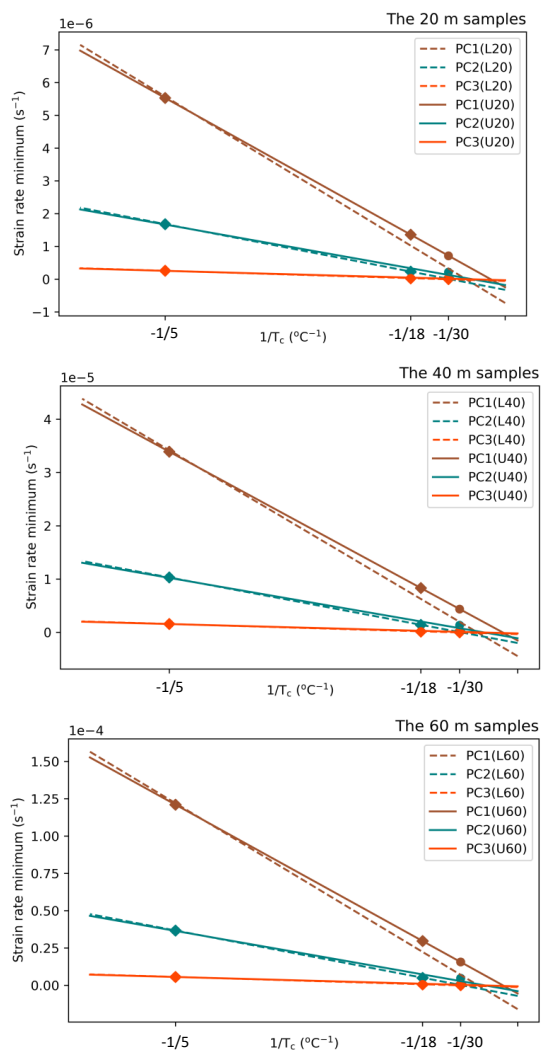 The 20 m samples
1e−6
PC1(L20)
PC2(L20)
PC3(L20)
PC1(U20)
PC2(U20)
PC3(U20)
7
6
5
4
3
2
1
0
−1
Strain rate minimum (s⁻¹)
-1/5
1/Tc (°C⁻¹)
-1/18
-1/30
The 40 m samples
1e−5
PC1(L40)
PC2(L40)
PC3(L40)
PC1(U40)
PC2(U40)
PC3(U40)
4
3
2
1
0
Strain rate minimum (s⁻¹)
-1/5
1/Tc (°C⁻¹)
-1/18
-1/30
The 60 m samples
1e−4
PC1(L60)
PC2(L60)
PC3(L60)
PC1(U60)
PC2(U60)
PC3(U60)
1.50
1.25
1.00
0.75
0.50
0.25
0.00
Strain rate minimum (s⁻¹)
-1/5
1/Tc (°C⁻¹)
-1/18
-1/30